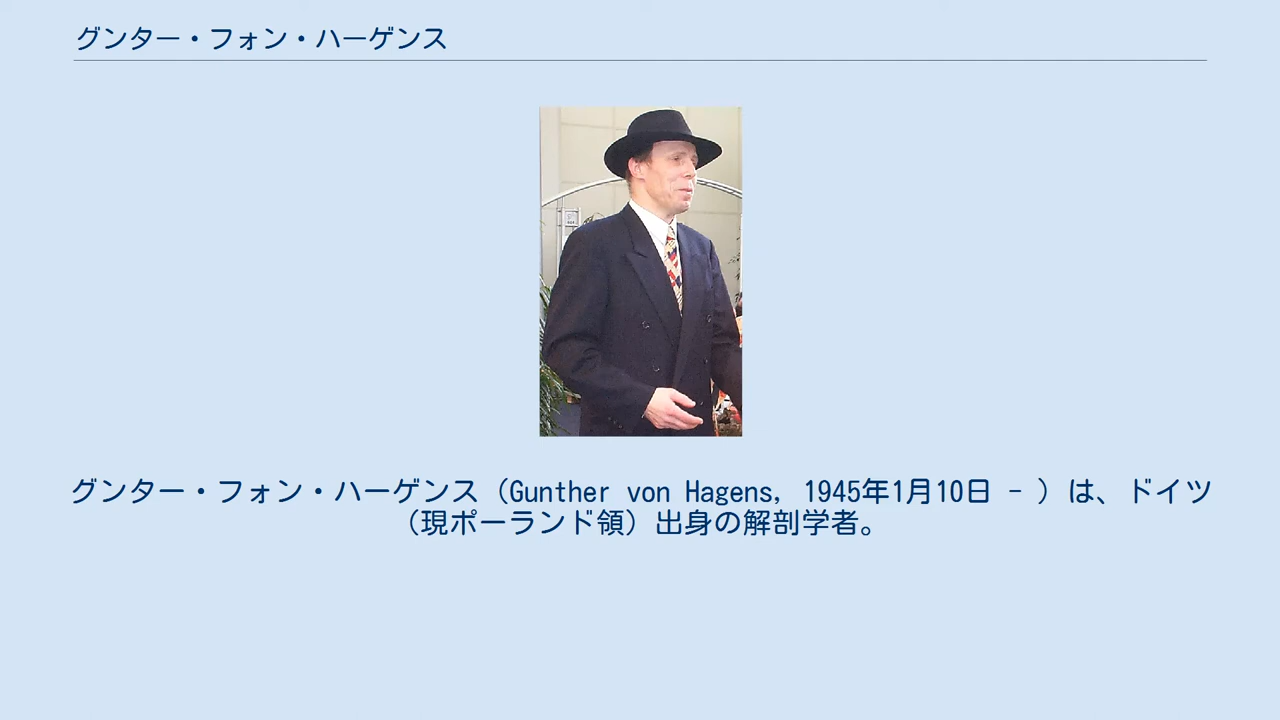 グンター・フォン・ハーゲンス
グンター・フォン・ハーゲンス（Gunther von Hagens, 1945年1月10日 - ）は、ドイツ
（現ポーランド領）出身の解剖学者。